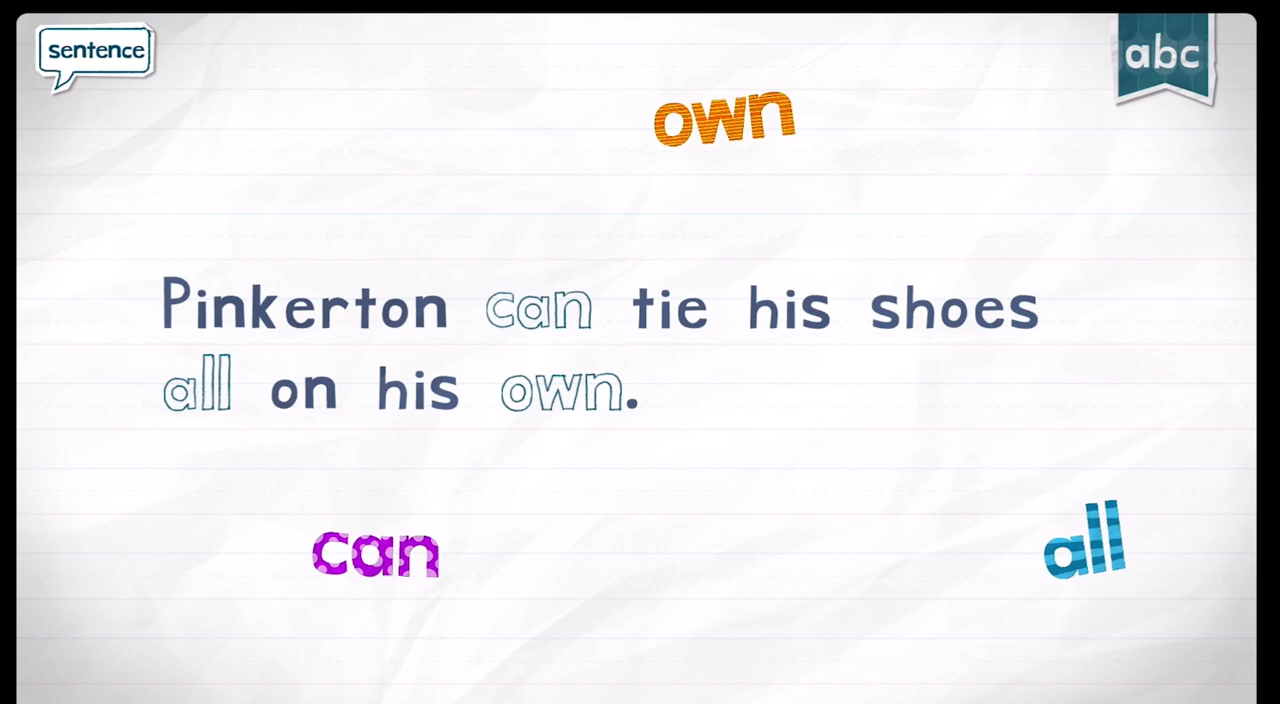 sentence
abc
own
Pinkerton can tie his shoes
all on his own.
can
all